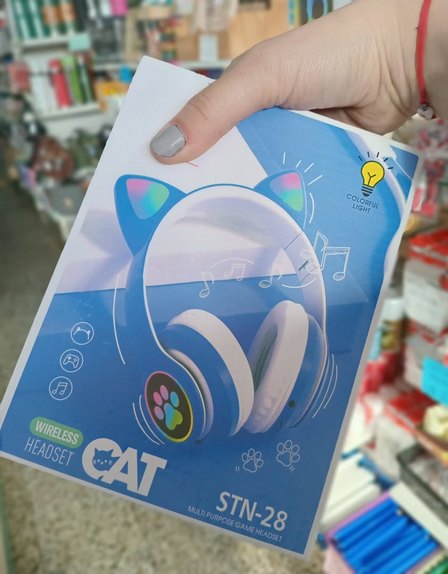 COLORFUL
LIGHT
WIRELESS
HEADSET
CAT
STN-28
MULTI PURPOSE GAME HEADSET